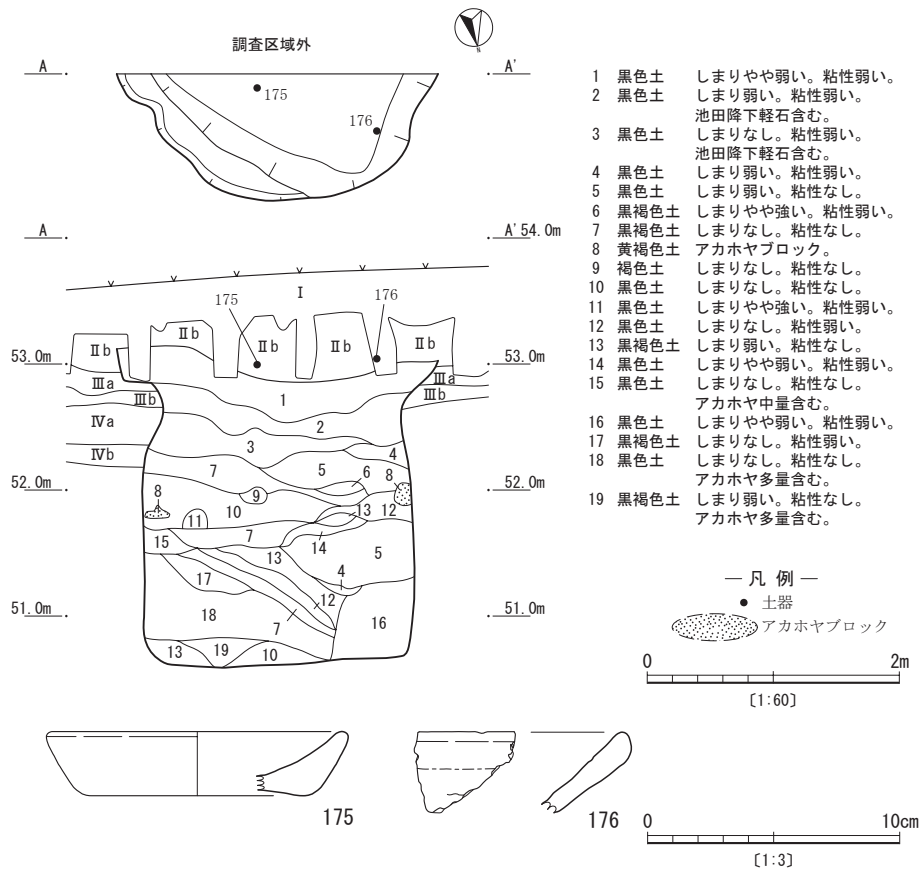 調査区域外
N
A
A'
175
176
A
A' 54.0m
Ⅰ
175
176
Ⅱb
Ⅱb
Ⅱb
Ⅱb
Ⅱb
53.0m
53.0m
Ⅲa
Ⅲa
Ⅲb
Ⅲb
Ⅳa
Ⅳb
1
2
3
4
7
5
6
8
52.0m
52.0m
8
9
10
13
12
11
7
14
15
13
5
17
4
12
18
16
7
51.0m
51.0m
13
19
10
1 黒色土 しまりやや弱い。粘性弱い。
2 黒色土 しまり弱い。粘性弱い。
池田降下軽石含む。
3 黒色土 しまりなし。粘性弱い。
池田降下軽石含む。
4 黒色土 しまり弱い。粘性弱い。
5 黒色土 しまり弱い。粘性なし。
6 黒褐色土 しまりやや強い。粘性弱い。
7 黒褐色土 しまりなし。粘性なし。
8 黄褐色土 アカホヤブロック。
9 褐色土 しまりなし。粘性なし。
10 黒色土 しまりなし。粘性なし。
11 黒色土 しまりやや強い。粘性弱い。
12 黒色土 しまりなし。粘性弱い。
13 黒褐色土 しまり弱い。粘性なし。
14 黒色土 しまりやや弱い。粘性弱い。
15 黒色土 しまりなし。粘性なし。
アカホヤ中量含む。
16 黒色土 しまりやや弱い。粘性弱い。
17 黒褐色土 しまりなし。粘性弱い。
18 黒色土 しまりなし。粘性なし。
アカホヤ多量含む。
19 黒褐色土 しまり弱い。粘性なし。
アカホヤ多量含む。
― 凡 例 ―
● 土器
アカホヤブロック
0 2m
〔1:60〕
175
176
0 10cm
〔1:3〕